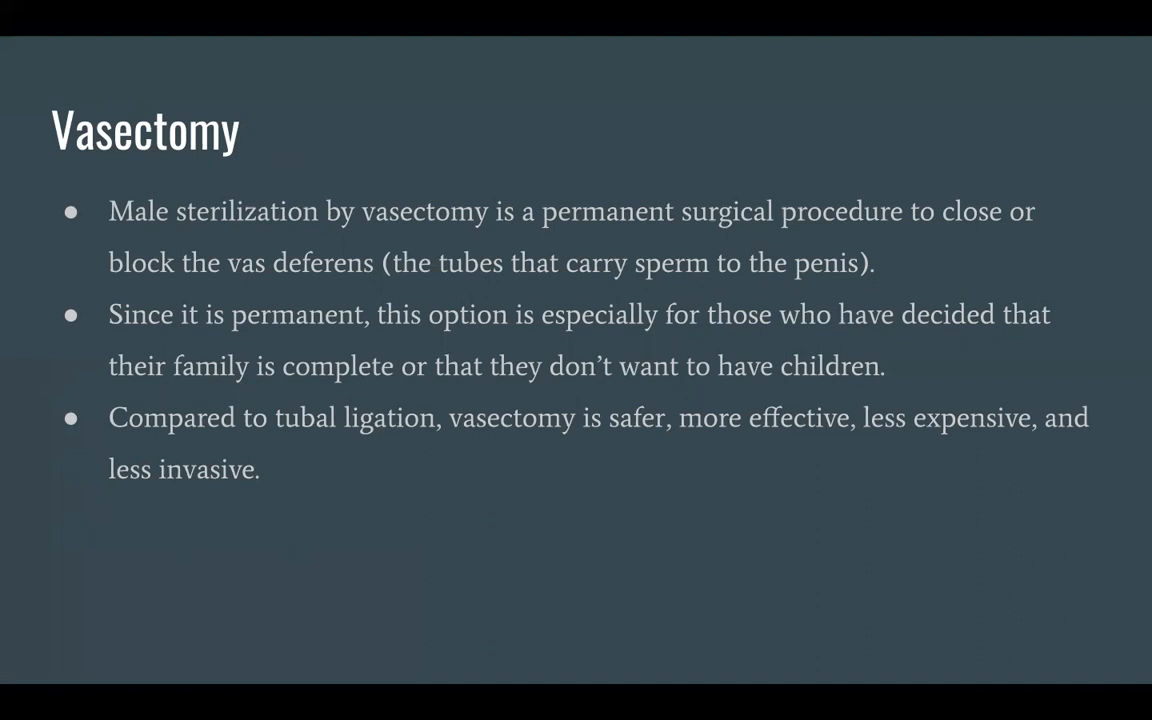 Vasectomy
● Male sterilization by vasectomy is a permanent surgical procedure to close or
block the vas deferens (the tubes that carry sperm to the penis).
● Since it is permanent, this option is especially for those who have decided that
their family is complete or that they don’t want to have children.
● Compared to tubal ligation, vasectomy is safer, more effective, less expensive, and
less invasive.